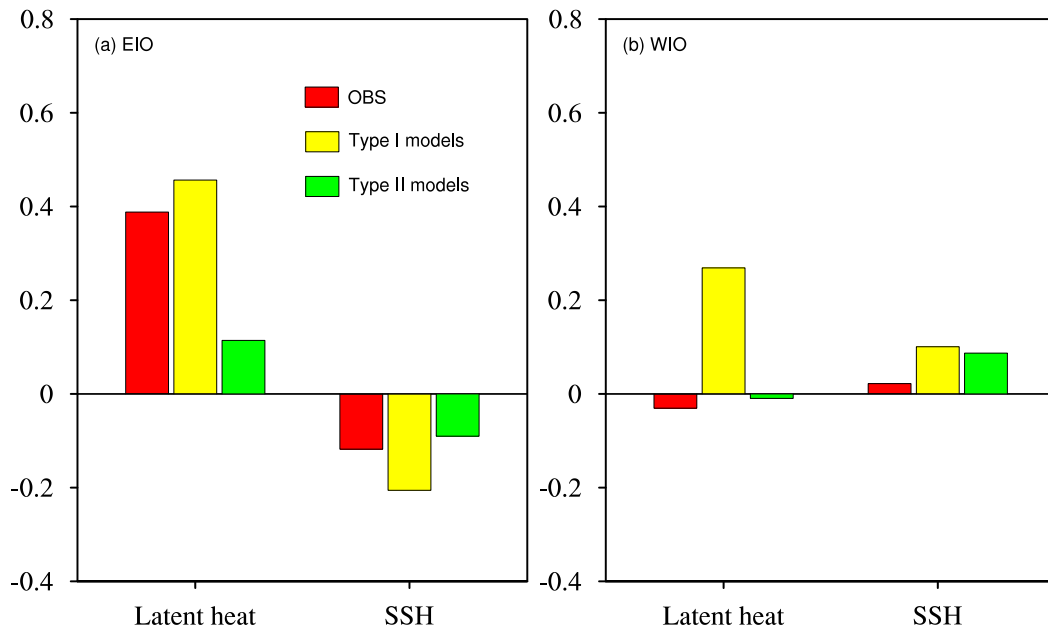 0.8
0.6
0.4
0.2
0
-0.2
-0.4
(a) EIO
OBS
Type I models
Type II models
Latent heat
SSH
0.8
0.6
0.4
0.2
0
-0.2
-0.4
(b) WIO
Latent heat
SSH